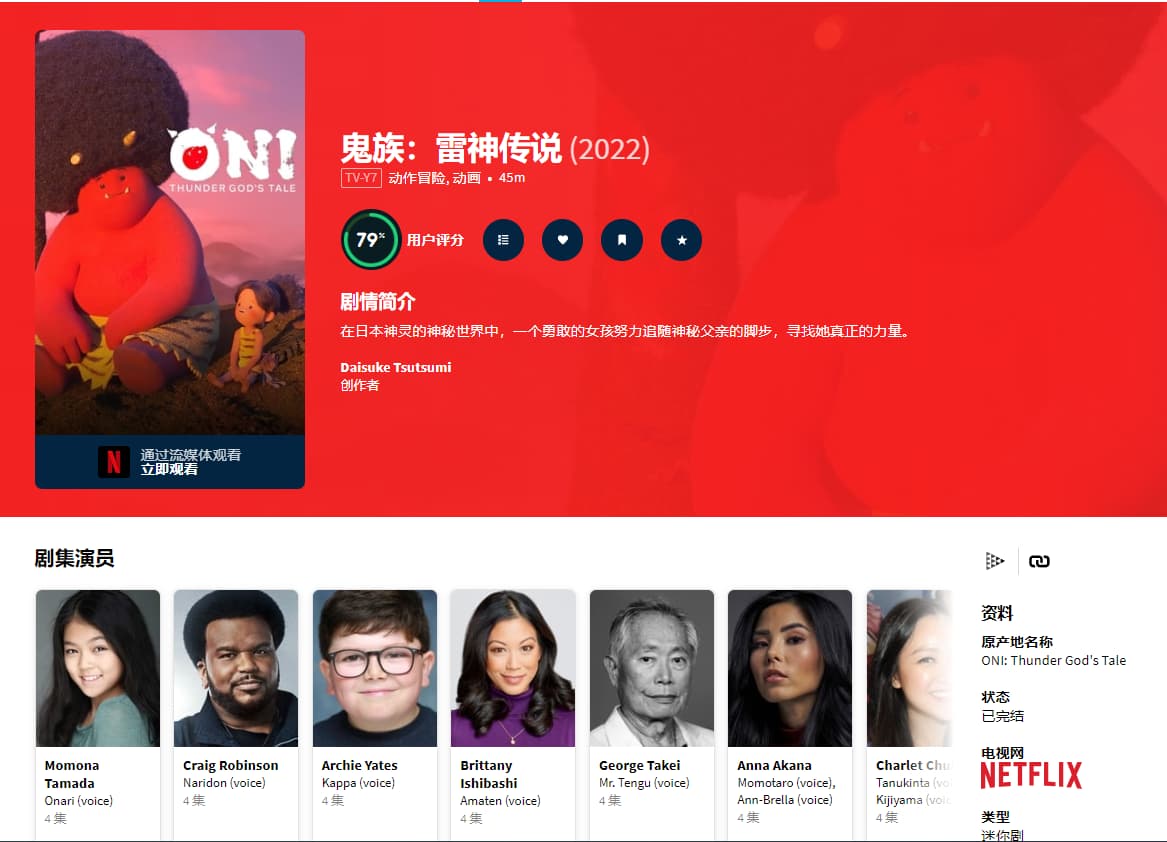 ONI
THUNDER GOD'S TALE
通过流媒体观看
立即观看
鬼族：雷神传说 (2022)
TV-Y7 动作冒险, 动画 • 45m
79% 用户评分
剧情简介
在日本神灵的神秘世界中，一个勇敢的女孩努力追随神秘父亲的脚步，寻找她真正的力量。
Daisuke Tsutsumi
创作者
剧集演员
Momona
Tamada
Onari (voice)
4 集
Craig Robinson
Naridon (voice)
4 集
Archie Yates
Kappa (voice)
4 集
Brittany
Ishibashi
Amaten (voice)
4 集
George Takei
Mr. Tengu (voice)
4 集
Anna Akana
Momotaro (voice),
Ann-Brella (voice)
4 集
Charlet Chu
Tanukinta (vo
Kijiyama (voic
4 集
资料
原产地名称
ONI: Thunder God's Tale
状态
已完结
电视网
NETFLIX
类型
迷你剧